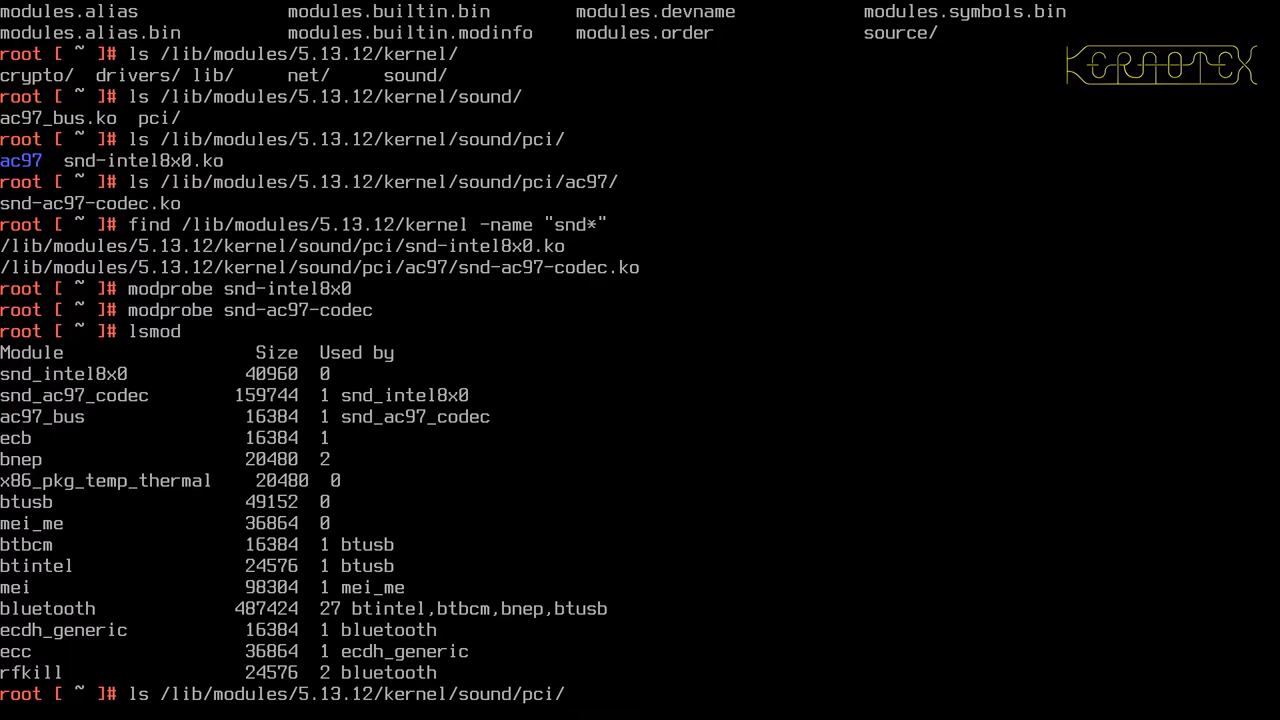 modules.alias modules.builtin.bin modules.devname modules.symbols.bin
modules.alias.bin modules.builtin.modinfo modules.order source/
root [ ~ ]# ls /lib/modules/5.13.12/kernel/
crypto/ drivers/ lib/ net/ sound/
root [ ~ ]# ls /lib/modules/5.13.12/kernel/sound/
ac97_bus.ko pci/
root [ ~ ]# ls /lib/modules/5.13.12/kernel/sound/pci/
ac97 snd-intel8x0.ko
root [ ~ ]# ls /lib/modules/5.13.12/kernel/sound/pci/ac97/
snd-ac97-codec.ko
root [ ~ ]# find /lib/modules/5.13.12/kernel -name "snd*"
/lib/modules/5.13.12/kernel/sound/pci/snd-intel8x0.ko
/lib/modules/5.13.12/kernel/sound/pci/ac97/snd-ac97-codec.ko
root [ ~ ]# modprobe snd-intel8x0
root [ ~ ]# modprobe snd-ac97-codec
root [ ~ ]# lsmod
Module Size Used by
snd_intel8x0 40960 0
snd_ac97_codec 159744 1 snd_intel8x0
ac97_bus 16384 1 snd_ac97_codec
ecb 16384 1
bnep 20480 2
x86_pkg_temp_thermal 20480 0
btusb 49152 0
mei_me 36864 0
btbcm 16384 1 btusb
btintel 24576 1 btusb
mei 98304 1 mei_me
bluetooth 487424 27 btintel,btbcm,bnep,btusb
ecdh_generic 16384 1 bluetooth
ecc 36864 1 ecdh_generic
rfkill 24576 2 bluetooth
root [ ~ ]# ls /lib/modules/5.13.12/kernel/sound/pci/